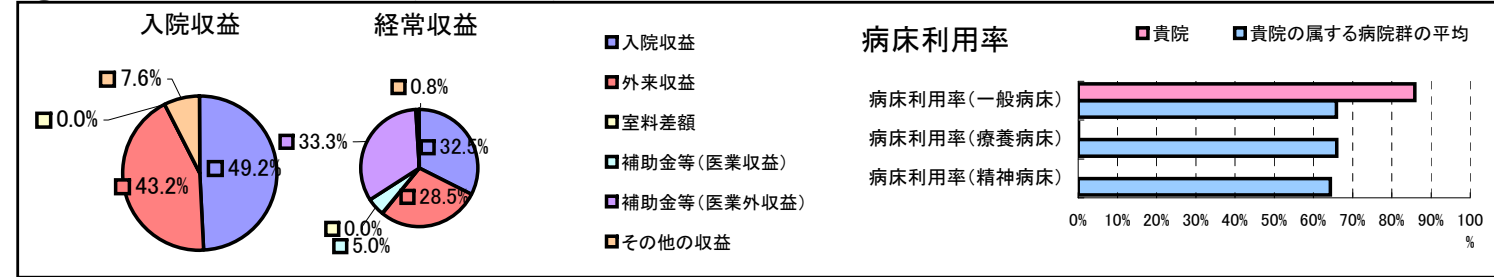 入院収益
7.6%
0.0%
43.2%
49.2%
経常収益
0.8%
33.3%
32.5%
28.5%
0.0%
5.0%
入院収益
外来収益
室料差額
補助金等(医業収益)
補助金等(医業外収益)
その他の収益
病床利用率
貴院
貴院の属する病院群の平均
病床利用率(一般病床)
病床利用率(療養病床)
病床利用率(精神病床)
0% 10% 20% 30% 40% 50% 60% 70% 80% 90% 100
%